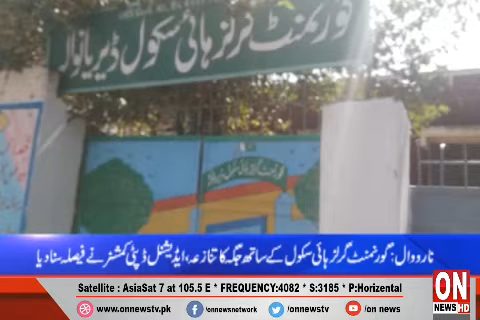 گورنمنٹ گرلز ہائی سکول ڈیریانوالہ
نارووال: گورنمنٹ گرلز ہائی سکول کے ساتھ جگہ کا تنازعہ، ایڈیشنل ڈپٹی کمشنر نے فیصلہ سنا دیا
Satellite : AsiaSat 7 at 105.5 E * FREQUENCY:4082 * S:3185 * P:Horizental
www.onnewstv.pk /onnewsnetwork /onnewstv /on news
ON
NEWS HD